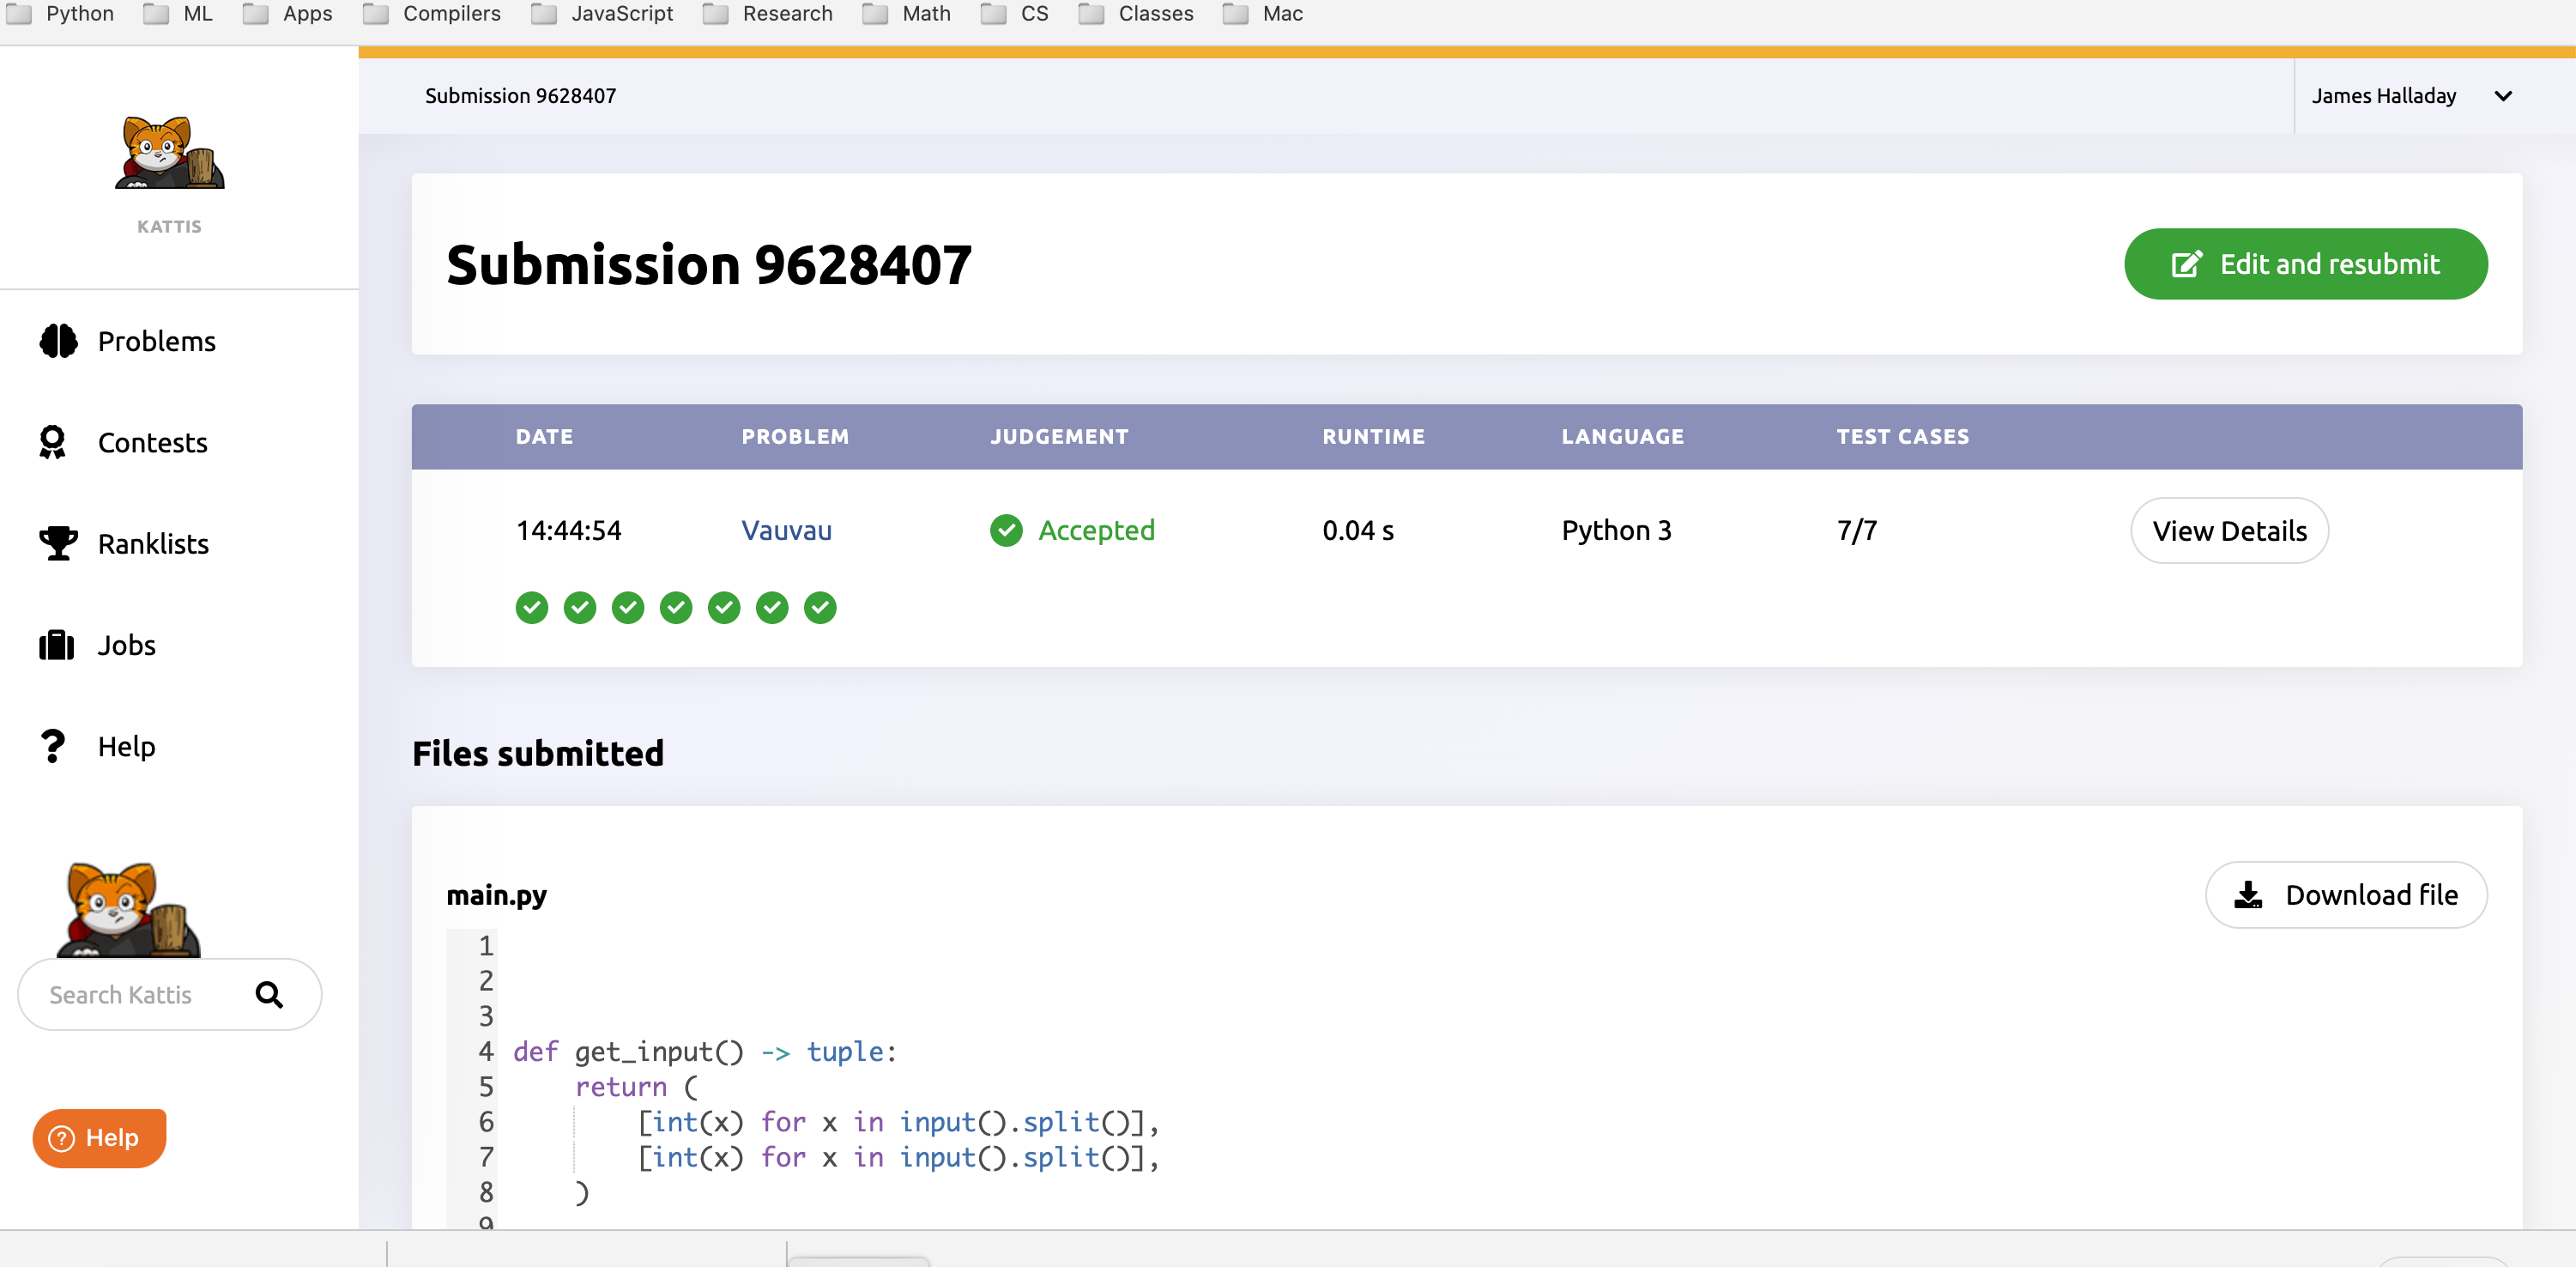 Python ML Apps Compilers JavaScript Research Math CS Classes Mac
Submission 9628407
James Halladay
KATTIS
Problems
Contests
Ranklists
Jobs
Help
Search Kattis
? Help
Submission 9628407
Edit and resubmit
DATE PROBLEM JUDGEMENT RUNTIME LANGUAGE TEST CASES
14:44:54 Vauvau Accepted 0.04 s Python 3 7/7 View Details
Files submitted
main.py
Download file
1
2
3
4 def get_input() -> tuple:
5     return (
6         [int(x) for x in input().split()],
7         [int(x) for x in input().split()],
8     )
9